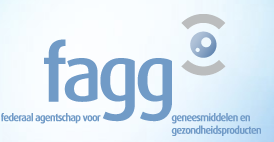 fagg
federaal agentschap voor geneesmiddelen en
gezondheidsproducten